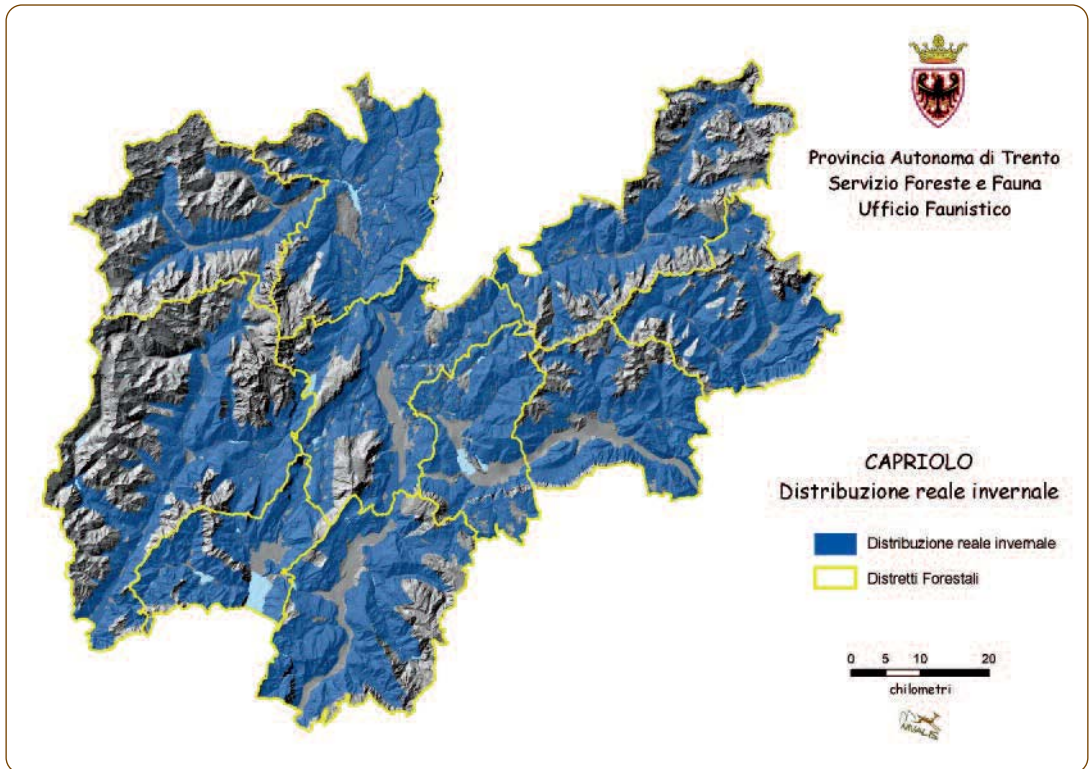 Provincia Autonoma di Trento
Servizio Foreste e Fauna
Ufficio Faunistico
CAPRIOLO
Distribuzione reale invernale
Distribuzione reale invernale
Distretti Forestali
0 5 10 20
chilometri